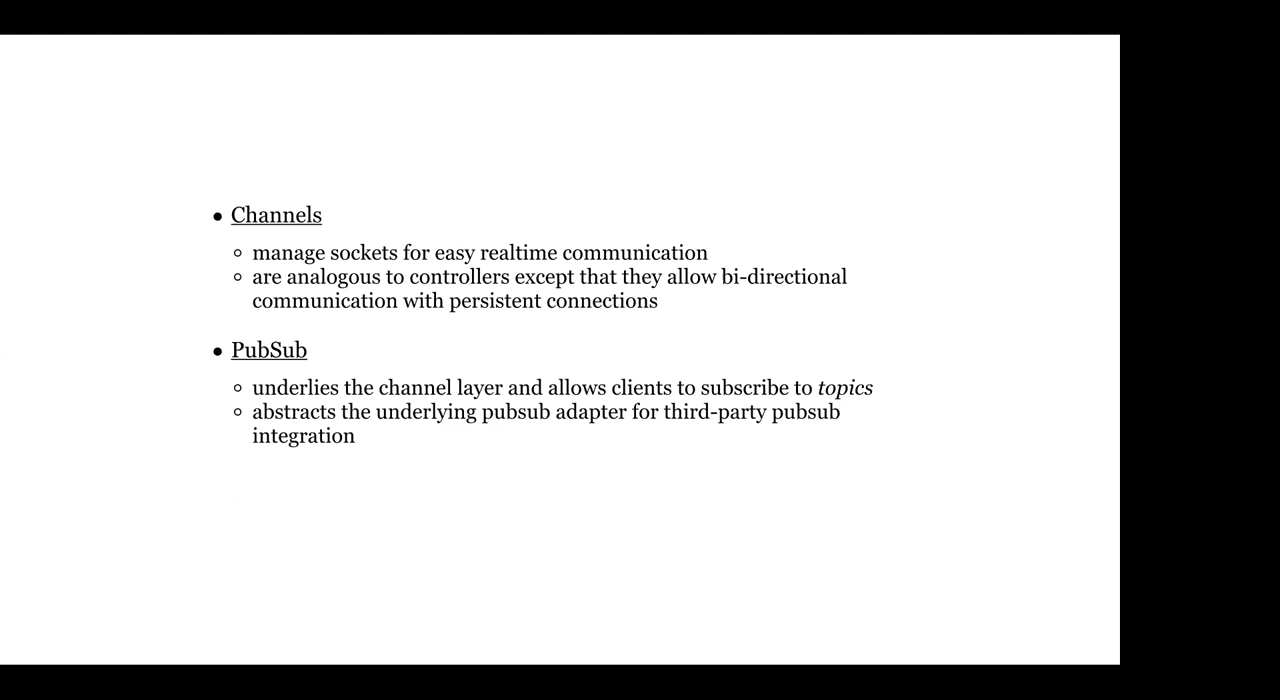 • Channels
◦ manage sockets for easy realtime communication
◦ are analogous to controllers except that they allow bi-directional
communication with persistent connections
• PubSub
◦ underlies the channel layer and allows clients to subscribe to topics
◦ abstracts the underlying pubsub adapter for third-party pubsub
integration